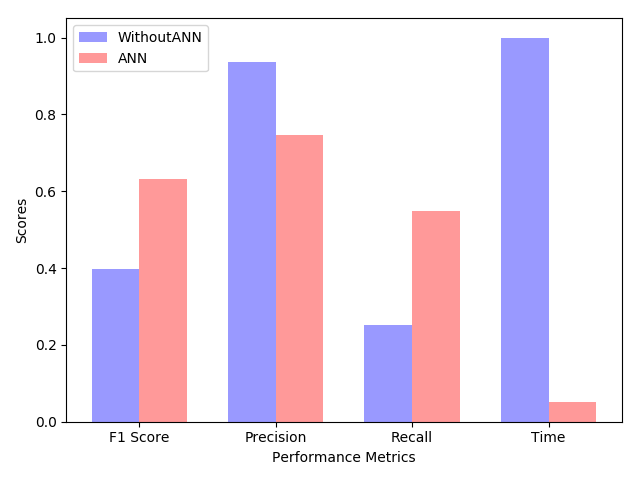 WithoutANN
ANN
1.0
0.8
0.6
0.4
0.2
0.0
Scores
F1 Score
Precision
Recall
Time
Performance Metrics